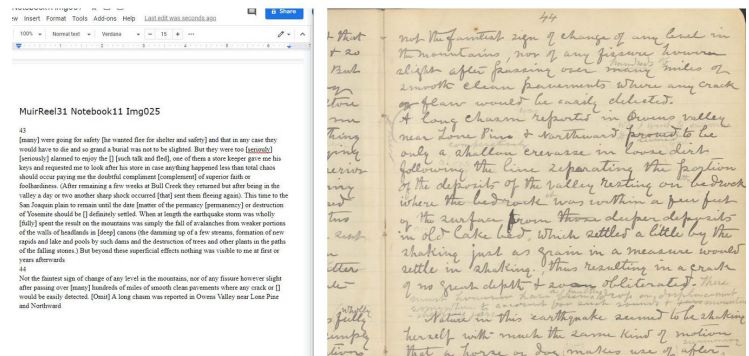 ew Insert Format Tools Add-ons Help Last edit was seconds ago
Share
100% Normal text Verdana 15
MuirReel31 Notebook11 Img025
43
[many] were going for safety [he wanted flee for shelter and safety] and that in any case they
would have to die and so grand a burial was not to be slighted. But they were too [seriouly]
[seriously] alarmed to enjoy the [] [such talk and fled], one of them a store keeper gave me his
keys and requested me to look after his store in case anything happened less than total chaos
should occur paying me the doubtful compliment [complement] of superior faith or
foolhardiness. (After remaining a few weeks at Bull Creek they returned but after being in the
valley a day or two another sharp shock occurred [that] sent them fleeing again). This time to the
San Joaquin plain to remain until the date [matter of the permanecy [permanency] or destruction
of Yosemite should be [] definitely settled. When at length the earthquake storm was wholly
[fully] spent the result on the mountains was simply the fall of avalanches from weaker portions
of the walls of headlands in [deep] canons (the damming up of a few streams, formation of new
rapids and lake and pools by such dams and the destruction of trees and other plants in the paths
of the falling stones.) But beyond these superficial effects nothing was visible to me at first or
years afterwards
44
Not the faintest sign of change of any level in the mountains, nor of any fissure however slight
after passing over [many] hundreds of miles of smooth clean pavements where any crack or []
would be easily detected. [Onsit] A long chasm was reported in Owens Valley near Lone Pine
and Northward
44
not the faintest sign of change of any level in
the mountains, nor of any fissure however
slight after passing over many hundreds of miles of
smooth clean pavements where any crack
or flaw would be easily detected.
A long chasm reported in Owens valley
near Lone Pine & Northward proved to be
only a shallow crevasse in loose dirt
following the line separating the portion
of the deposits of the valley resting on bedrock
where the bedrock was within a few feet
of the surface from those deeper deposits
in old lake bed, which settled a little by the
shaking just as grain in a measure would
settle in shaking, thus resulting in a crack
of no great depth & soon obliterated. There
Nature in this earthquake seemed to be shaking
herself with much the same kind of motion
that a horse or dog makes use of after